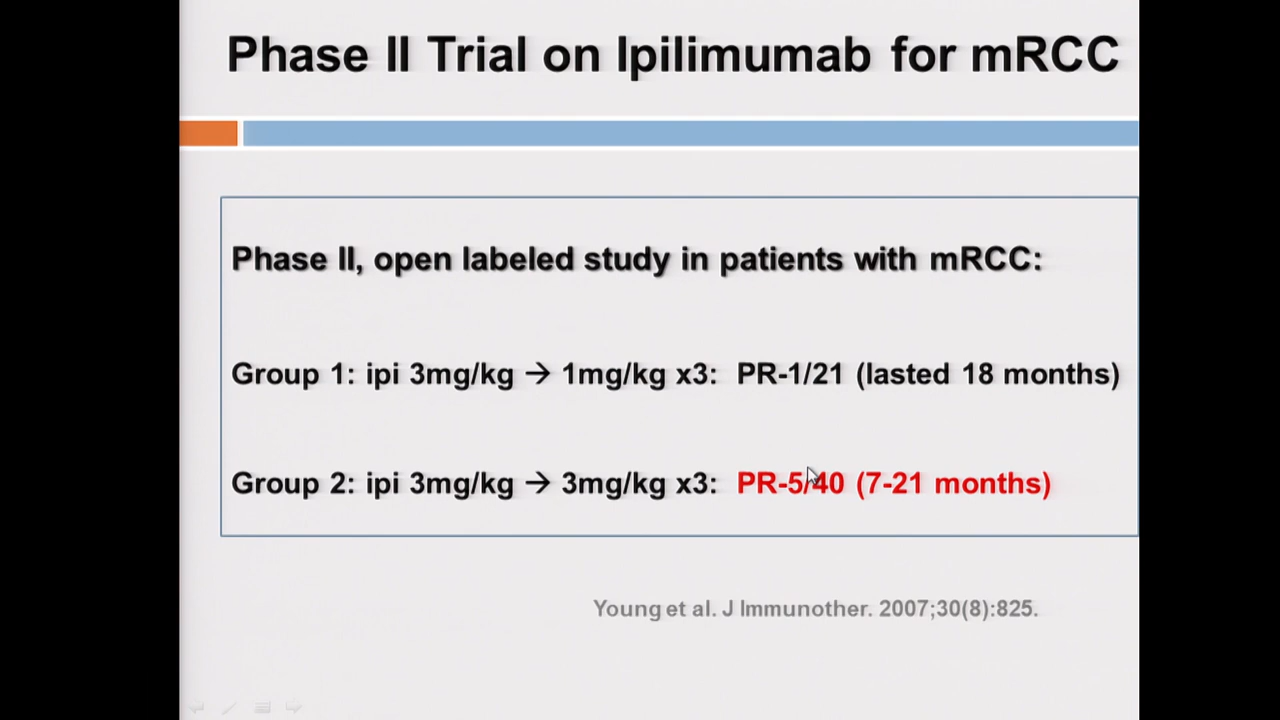 Phase II Trial on Ipilimumab for mRCC
Phase II, open labeled study in patients with mRCC:
Group 1: ipi 3mg/kg → 1mg/kg x3: PR-1/21 (lasted 18 months)
Group 2: ipi 3mg/kg → 3mg/kg x3: PR-5/40 (7-21 months)
Young et al. J Immunother. 2007;30(8):825.